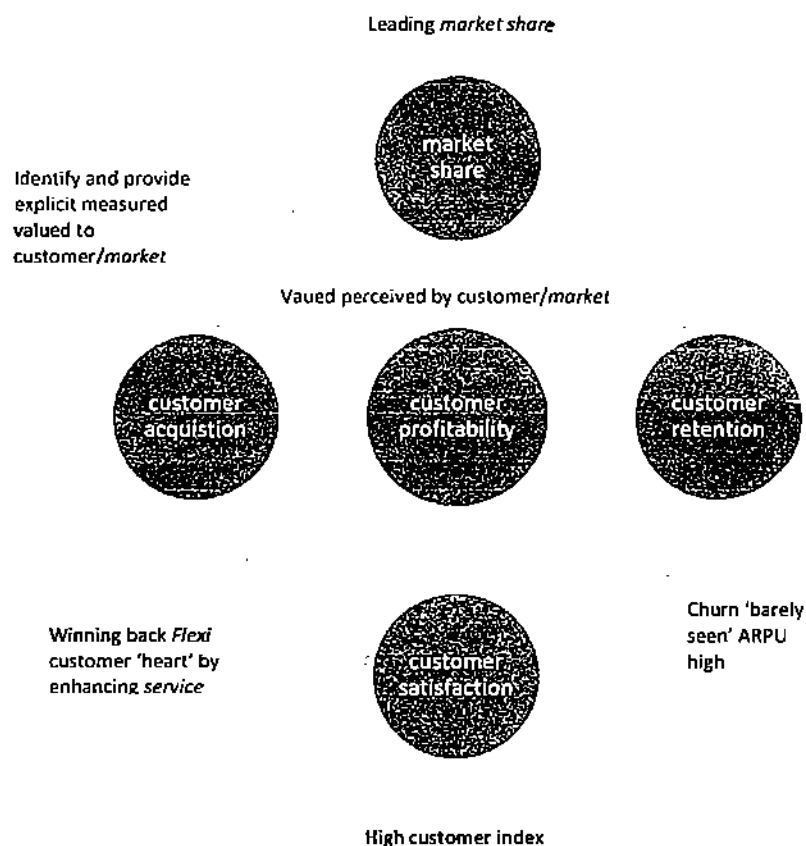 Leading market share
market
share
Identify and provide
explicit measured
valued to
customer/market
Vaued perceived by customer/market
customer
acquistion
customer
profitability
customer
retention
Winning back Flexi
customer 'heart' by
enhancing service
customer
satisfaction
Churn 'barely
seen' ARPU
high
High customer index